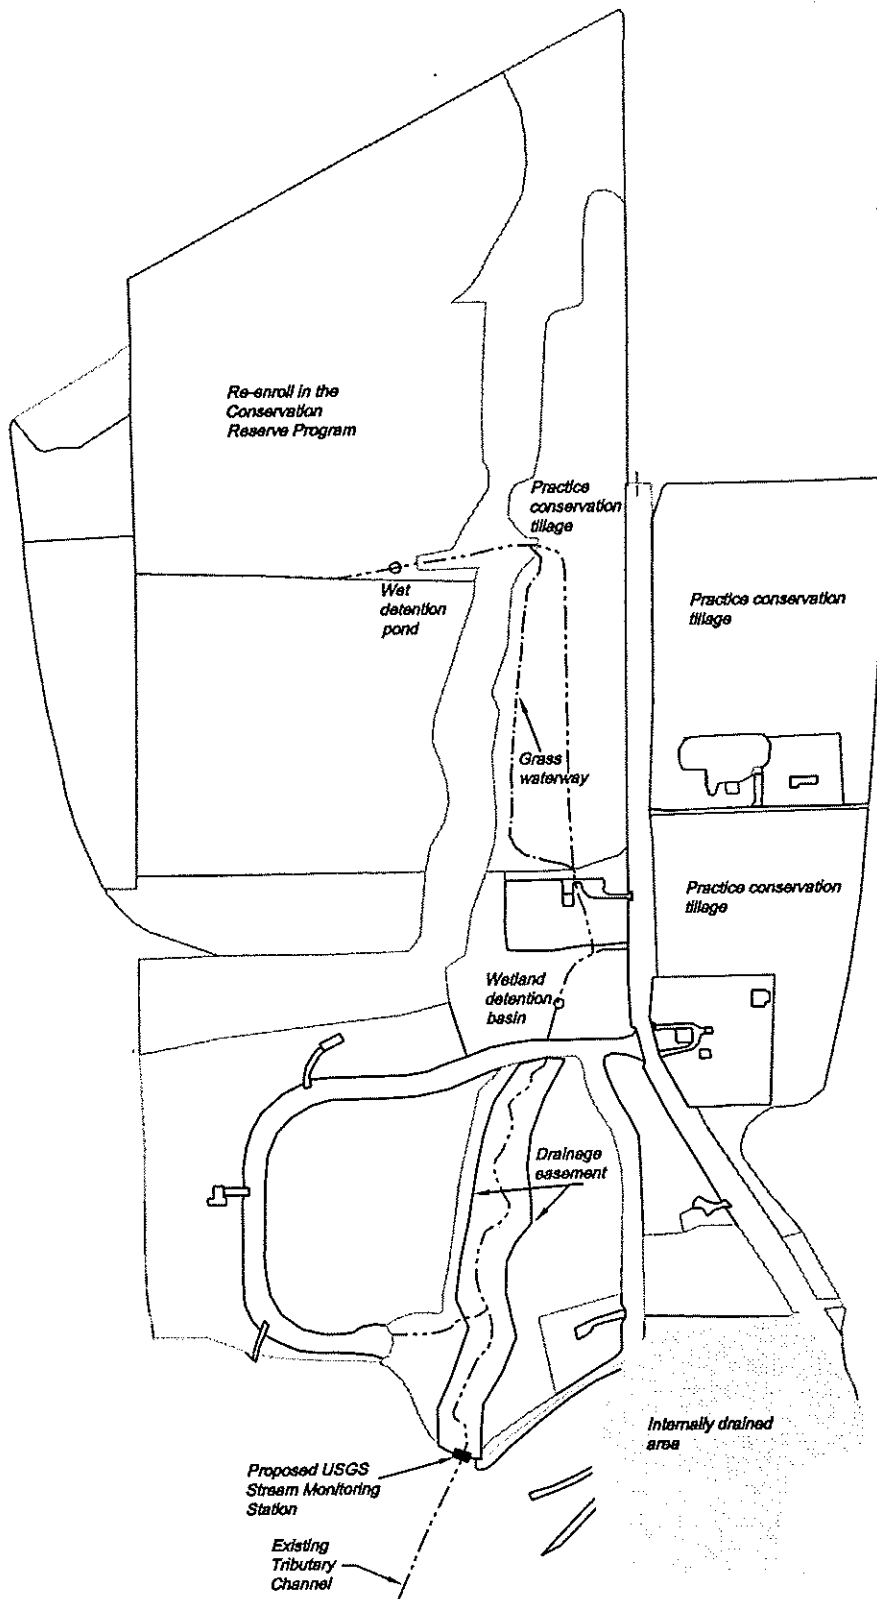 Re-enroll in the
Conservation
Reserve Program
Practice
conservation
tillage
Wet
detention
pond
Practice conservation
tillage
Grass
waterway
Practice conservation
tillage
Wetland
detention
basin
Drainage
easement
Internally drained
area
Proposed USGS
Stream Monitoring
Station
Existing
Tributary
Channel